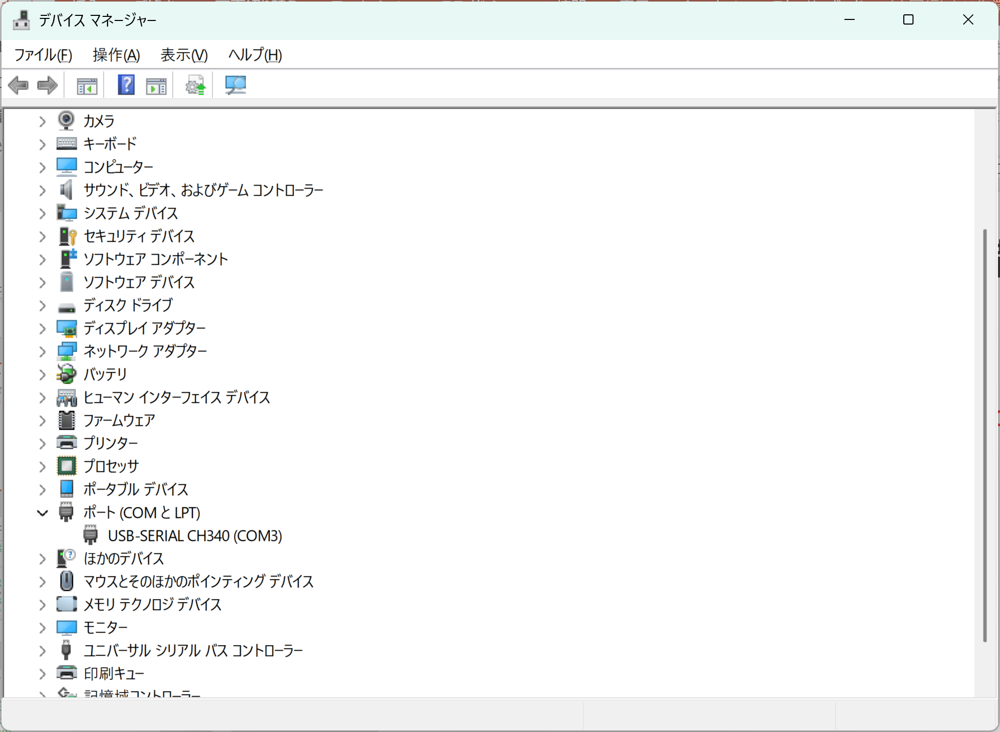 デバイス マネージャー
ファイル(F) 操作(A) 表示(V) ヘルプ(H)
カメラ
キーボード
コンピューター
サウンド、ビデオ、およびゲーム コントローラー
システム デバイス
セキュリティ デバイス
ソフトウェア コンポーネント
ソフトウェア デバイス
ディスク ドライブ
ディスプレイ アダプター
ネットワーク アダプター
バッテリ
ヒューマン インターフェイス デバイス
ファームウェア
プリンター
プロセッサ
ポータブル デバイス
ポート (COM と LPT)
USB-SERIAL CH340 (COM3)
ほかのデバイス
マウスとそのほかのポインティング デバイス
メモリ テクノロジ デバイス
モニター
ユニバーサル シリアル バス コントローラー
印刷キュー
記憶域コントローラー